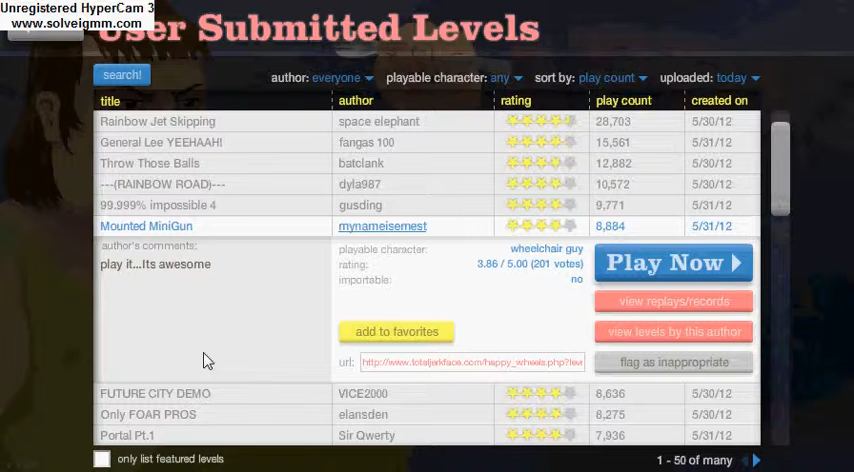 Unregistered HyperCam 3
www.solveigmm.com
User Submitted Levels
search!
author: everyone playable character: any sort by: play count uploaded: today
title author rating play count created on
Rainbow Jet Skipping space elephant 28,703 5/30/12
General Lee YEEHAAH! fangas 100 15,561 5/31/12
Throw Those Balls batclank 12,882 5/30/12
---(RAINBOW ROAD)--- dyla987 10,572 5/30/12
99.999% impossible 4 gusding 9,771 5/31/12
Mounted MiniGun mynameisernest 8,884 5/31/12
author's comments:
play it...Its awesome
playable character: wheelchair guy
rating: 3.86 / 5.00 (201 votes)
importable: no
Play Now
view replays/records
add to favorites
view levels by this author
url: http://www.totaljerkface.com/happy_wheels.php?leve
flag as inappropriate
FUTURE CITY DEMO VICE2000 8,636 5/30/12
Only FOAR PROS elansden 8,275 5/30/12
Portal Pt.1 Sir Qwerty 7,936 5/31/12
only list featured levels
1 - 50 of many